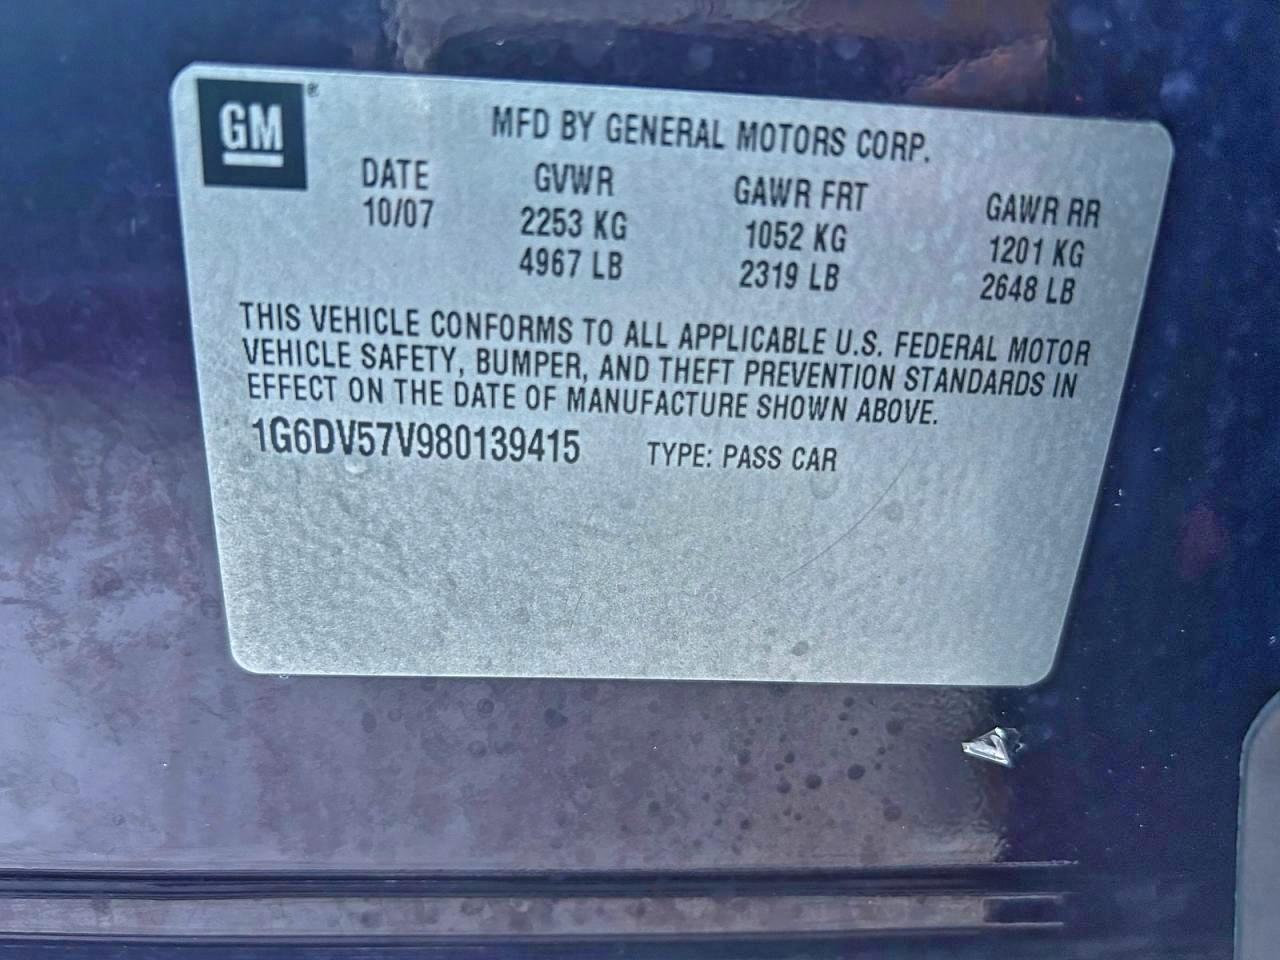 GM ®
MFD BY GENERAL MOTORS CORP.
DATE GVWR GAWR FRT GAWR RR
10/07 2253 KG 1052 KG 1201 KG
4967 LB 2319 LB 2648 LB
THIS VEHICLE CONFORMS TO ALL APPLICABLE U.S. FEDERAL MOTOR
VEHICLE SAFETY, BUMPER, AND THEFT PREVENTION STANDARDS IN
EFFECT ON THE DATE OF MANUFACTURE SHOWN ABOVE.
1G6DV57V980139415 TYPE: PASS CAR